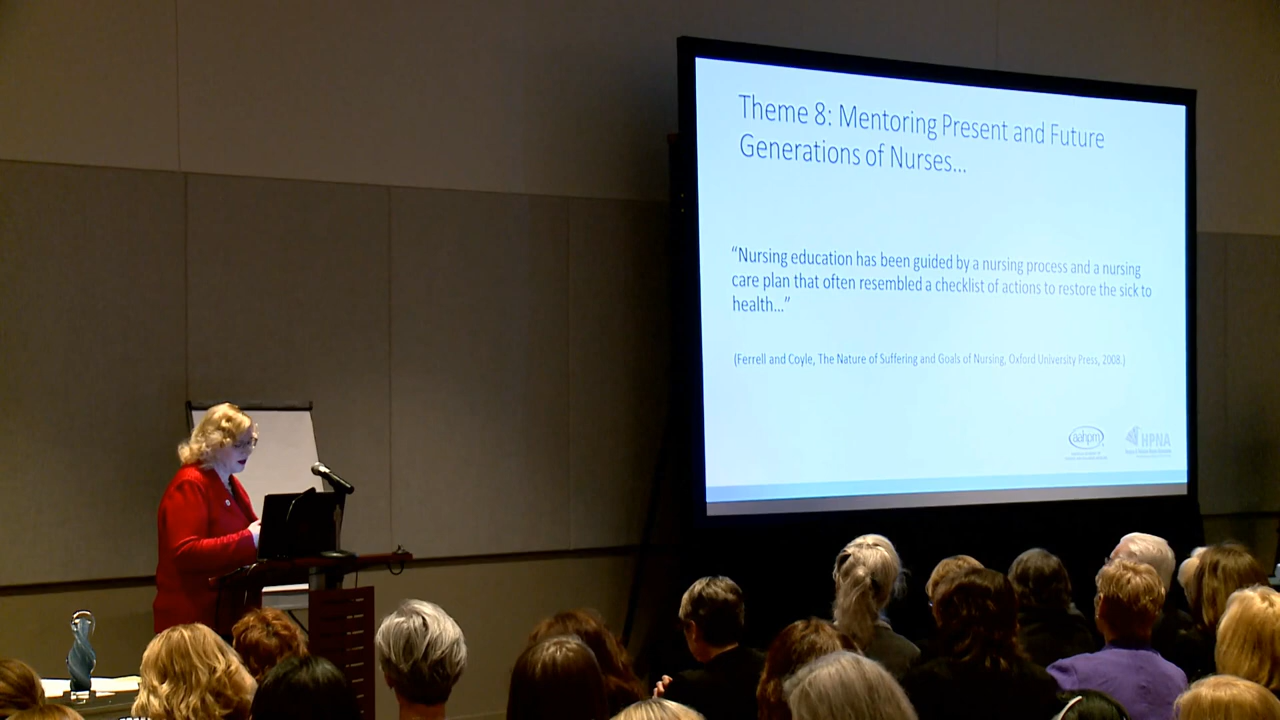 Theme 8: Mentoring Present and Future
Generations of Nurses...
“Nursing education has been guided by a nursing process and a nursing
care plan that often resembled a checklist of actions to restore the sick to
health...”
(Ferrell and Coyle, The Nature of Suffering and Goals of Nursing, Oxford University Press, 2008.)
aahpm
HPNA